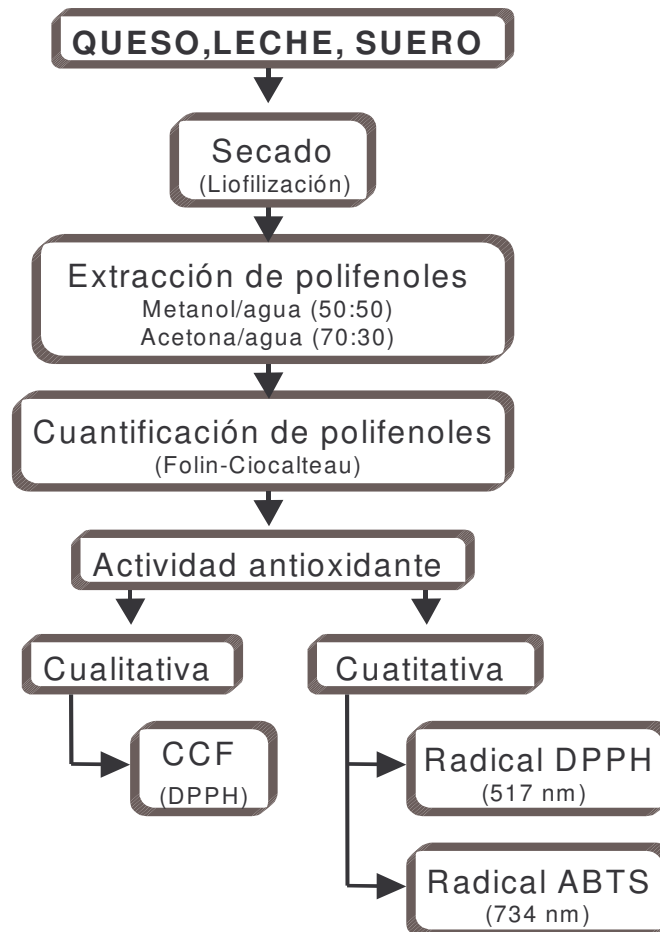 QUESO,LECHE, SUERO
Secado
(Liofilización)
Extracción de polifenoles
Metanol/agua (50:50)
Acetona/agua (70:30)
Cuantificación de polifenoles
(Folin-Ciocalteau)
Actividad antioxidante
Cualitativa
Cuatitativa
CCF
(DPPH)
Radical DPPH
(517 nm)
Radical ABTS
(734 nm)